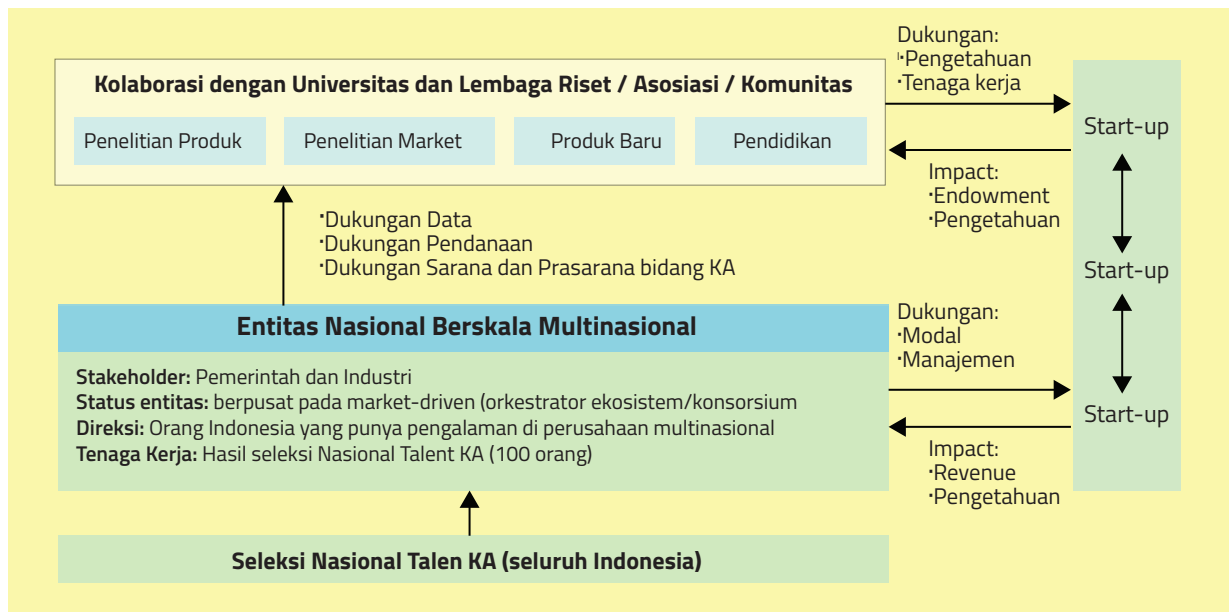 Kolaborasi dengan Universitas dan Lembaga Riset / Asosiasi / Komunitas
Penelitian Produk
Penelitian Market
Produk Baru
Pendidikan
Dukungan:
·Pengetahuan
·Tenaga kerja
Impact:
·Endowment
·Pengetahuan
·Dukungan Data
·Dukungan Pendanaan
·Dukungan Sarana dan Prasarana bidang KA
Entitas Nasional Berskala Multinasional
Stakeholder: Pemerintah dan Industri
Status entitas: berpusat pada market-driven (orkestrator ekosistem/konsorsium
Direksi: Orang Indonesia yang punya pengalaman di perusahaan multinasional
Tenaga Kerja: Hasil seleksi Nasional Talent KA (100 orang)
Dukungan:
·Modal
·Manajemen
Impact:
·Revenue
·Pengetahuan
Start-up
Start-up
Start-up
Seleksi Nasional Talen KA (seluruh Indonesia)